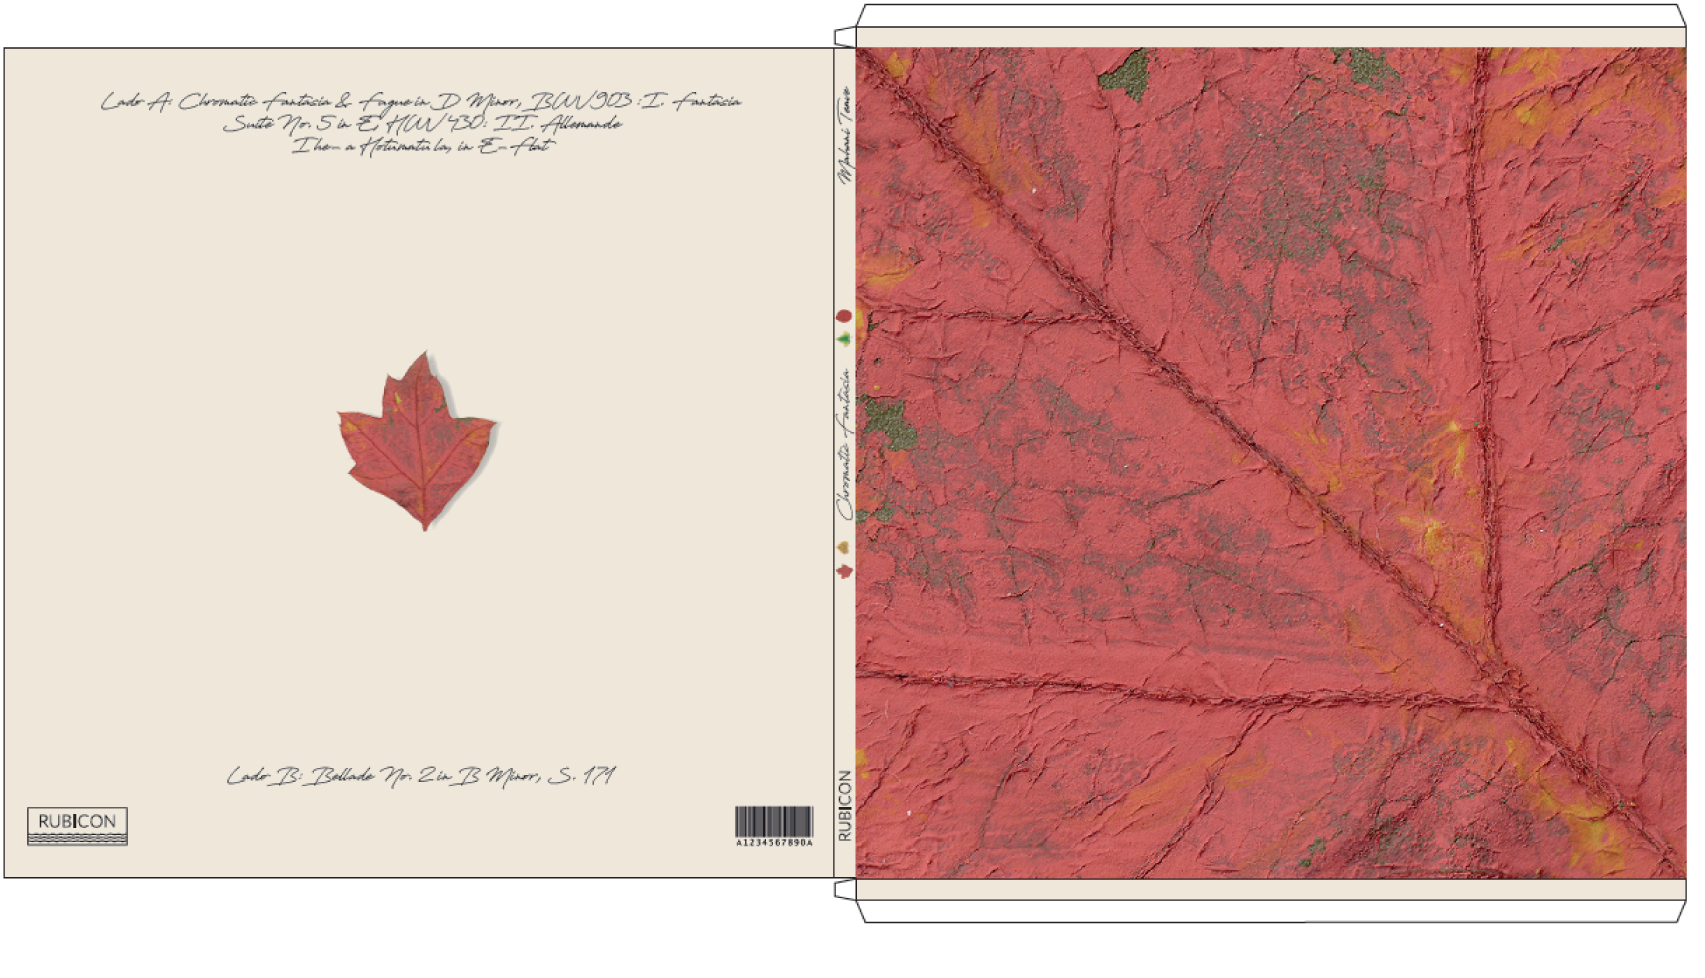 Lado A: Chromatic Fantasia & Fugue in D Minor, BWV 903 : I. Fantasia
Suite No. 5 in E, HWV 430: II. Allemande
I he- a Hotumatu la, in E-flat
Lado B: Ballade No. 2 in B Minor, S. 171
RUBICON
A1234567890A
Mahani Teave
Chromatic Fantasia
RUBICON